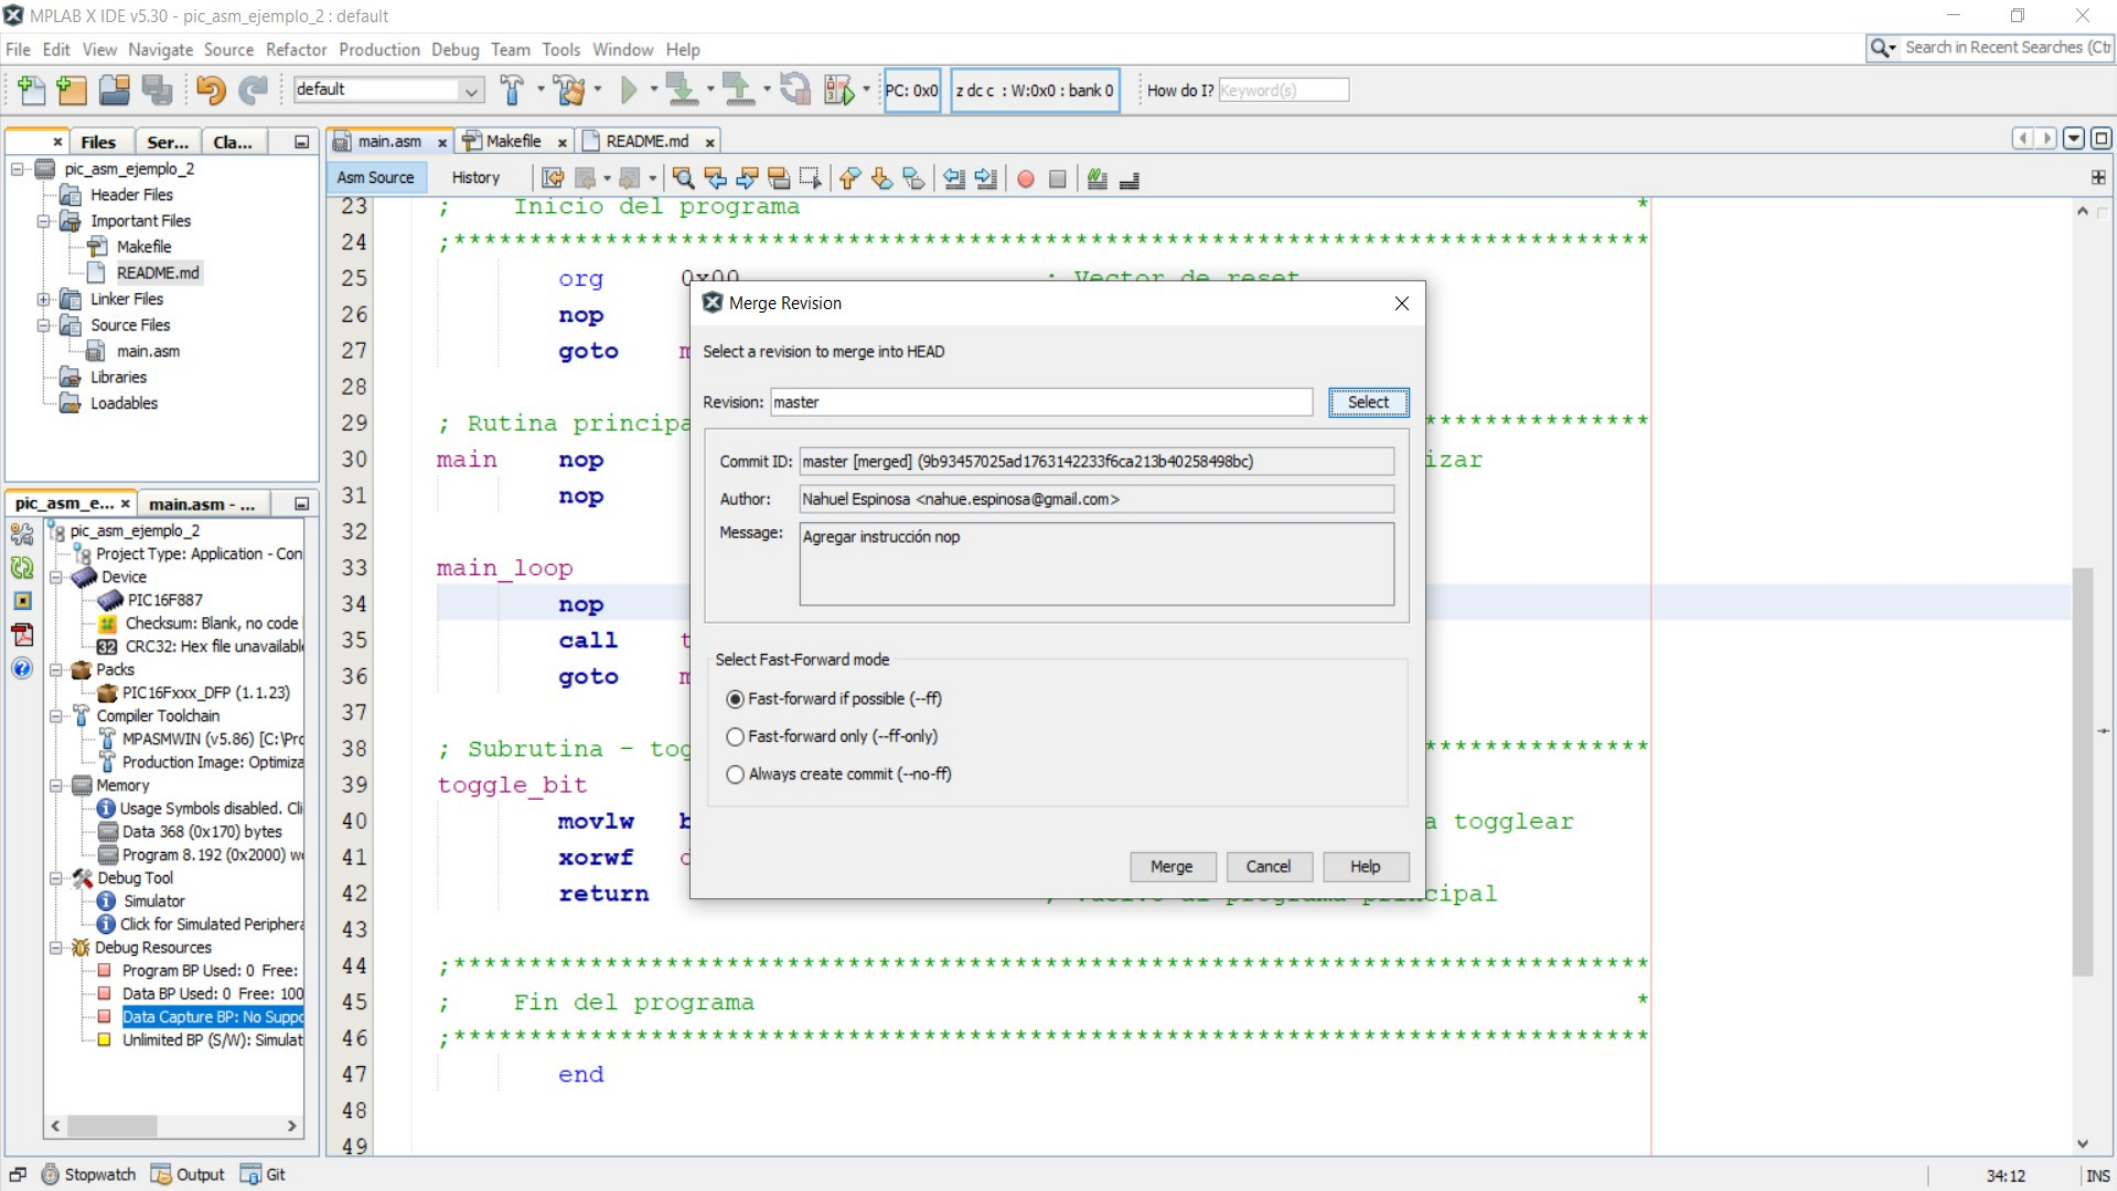 MPLAB X IDE v5.30 - pic_asm_ejemplo_2 : default
File Edit View Navigate Source Refactor Production Debug Team Tools Window Help
Search in Recent Searches (Ctr
default
PC: 0x0
z dc c : W:0x0 : bank 0
How do I? Keyword(s)
Files Ser... Cla...
pic_asm_ejemplo_2
Header Files
Important Files
Makefile
README.md
Linker Files
Source Files
main.asm
Libraries
Loadables
pic_asm_e... main.asm - ...
pic_asm_ejemplo_2
Project Type: Application - Con
Device
PIC16F887
Checksum: Blank, no code
CRC32: Hex file unavailabl
Packs
PIC16Fxxx_DFP (1.1.23)
Compiler Toolchain
MPASMWIN (v5.86) [C:\Prc
Production Image: Optimiza
Memory
Usage Symbols disabled. Cli
Data 368 (0x170) bytes
Program 8.192 (0x2000) w
Debug Tool
Simulator
Click for Simulated Periphera
Debug Resources
Program BP Used: 0 Free:
Data BP Used: 0 Free: 100
Data Capture BP: No Suppo
Unlimited BP (S/W): Simulat
main.asm Makefile README.md
Asm Source History
23 ; Inicio del programa *
24 ;********************************************************************************
25 org 0x00 ; Vector de reset
26 nop
27 goto m
28
29 ; Rutina principa ***************
30 main nop izar
31 nop
32
33 main_loop
34 nop
35 call t
36 goto m
37
38 ; Subrutina - tog ***************
39 toggle_bit
40 movlw b a togglear
41 xorwf d
42 return ; Vuelvo al programa principal
43
44 ;********************************************************************************
45 ; Fin del programa *
46 ;********************************************************************************
47 end
48
49
Merge Revision
Select a revision to merge into HEAD
Revision: master Select
Commit ID: master [merged] (9b93457025ad1763142233f6ca213b40258498bc)
Author: Nahuel Espinosa <nahue.espinosa@gmail.com>
Message: Agregar instrucción nop
Select Fast-Forward mode
Fast-forward if possible (--ff)
Fast-forward only (--ff-only)
Always create commit (--no-ff)
Merge Cancel Help
Stopwatch Output Git
34:12 INS